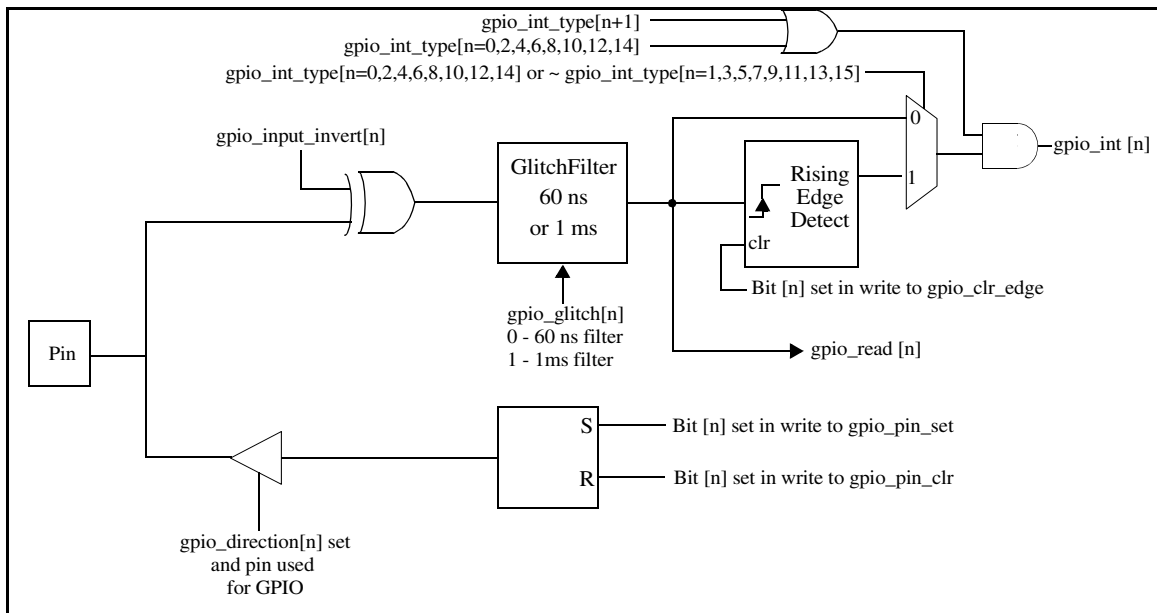 gpio_int_type[n+1]
gpio_int_type[n=0,2,4,6,8,10,12,14]
gpio_int_type[n=0,2,4,6,8,10,12,14] or ~ gpio_int_type[n=1,3,5,7,9,11,13,15]
gpio_input_invert[n]
GlitchFilter
60 ns
or 1 ms
0
1
Rising
Edge
Detect
clr
gpio_int [n]
Bit [n] set in write to gpio_clr_edge
gpio_glitch[n]
0 - 60 ns filter
1 - 1ms filter
gpio_read [n]
Pin
S
Bit [n] set in write to gpio_pin_set
R
Bit [n] set in write to gpio_pin_clr
gpio_direction[n] set
and pin used
for GPIO